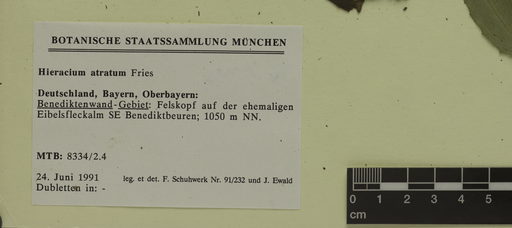 BOTANISCHE STAATSSAMMLUNG MÜNCHEN
Hieracium atratum Fries
Deutschland, Bayern, Oberbayern:
Benediktenwand-Gebiet: Felskopf auf der ehemaligen
Eibelsfleckalm SE Benediktbeuren; 1050 m NN.
MTB: 8334/2.4
24. Juni 1991 leg. et det. F. Schuhwerk Nr. 91/232 und J. Ewald
Dubletten in: -
0 1 2 3 4 5
cm